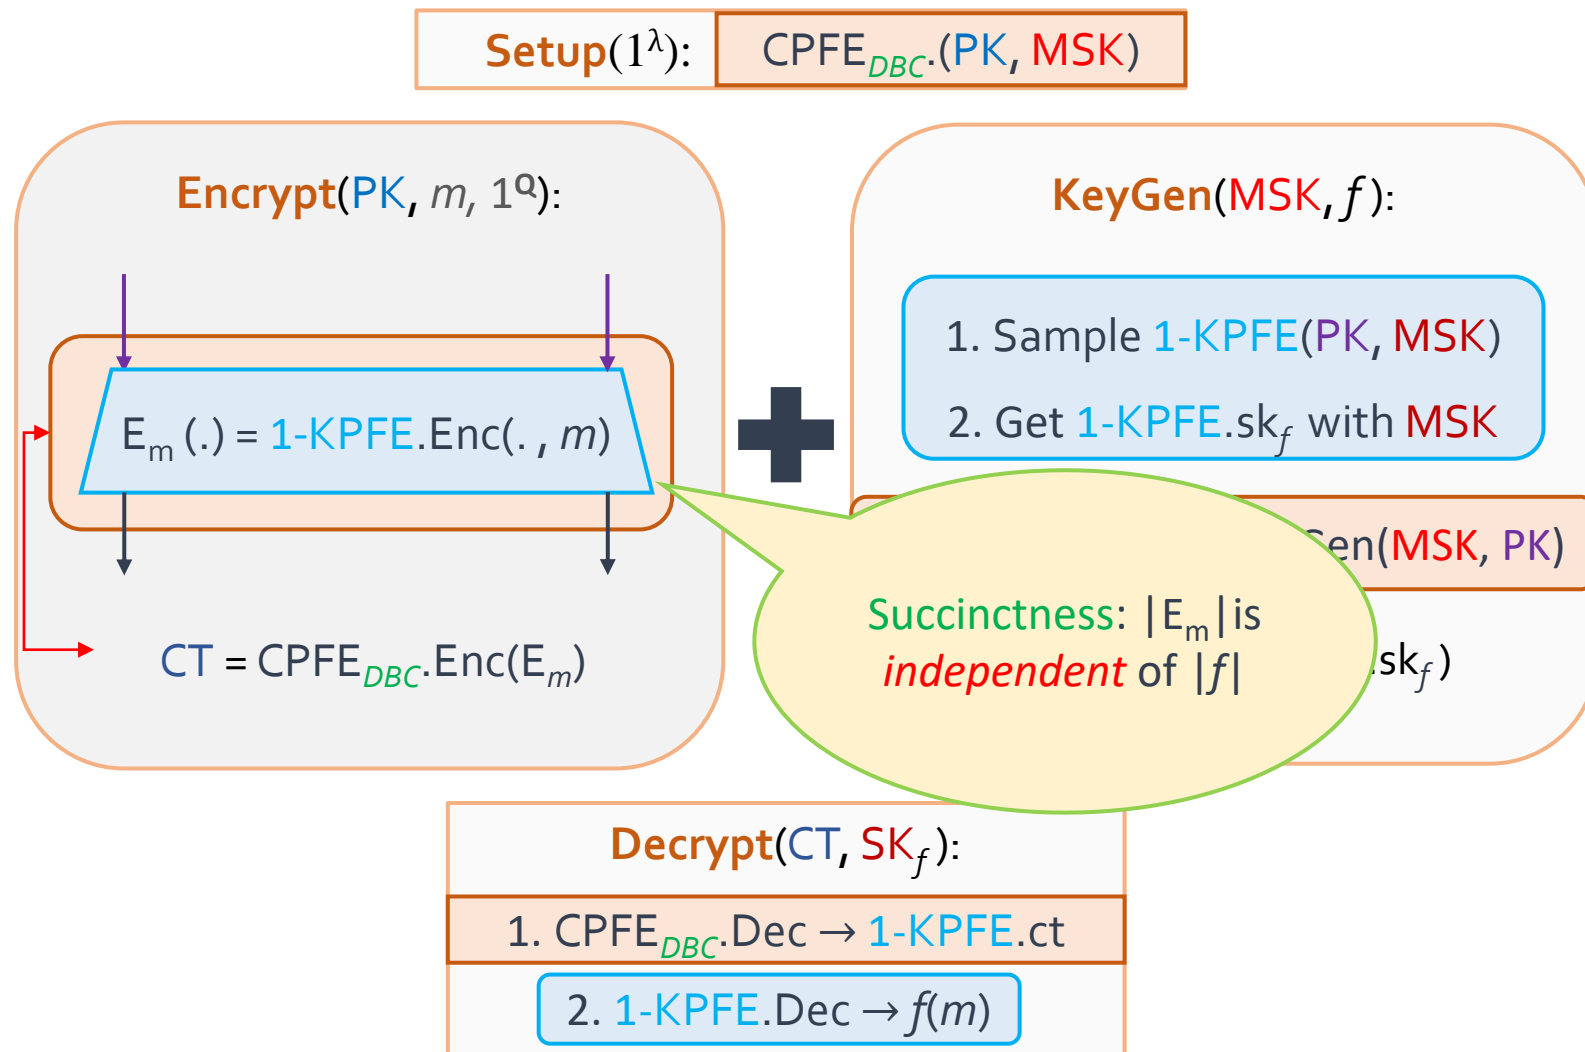 Setup(1^λ): CPFE_DBC.(PK, MSK)
Encrypt(PK, m, 1^Q):
E_m (.) = 1-KPFE.Enc(. , m)
CT = CPFE_DBC.Enc(E_m)
KeyGen(MSK, f ):
1. Sample 1-KPFE(PK, MSK)
2. Get 1-KPFE.sk_f with MSK
Gen(MSK, PK)
.sk_f )
Succinctness: |E_m| is
independent of |f|
Decrypt(CT, SK_f ):
1. CPFE_DBC.Dec → 1-KPFE.ct
2. 1-KPFE.Dec → f(m)